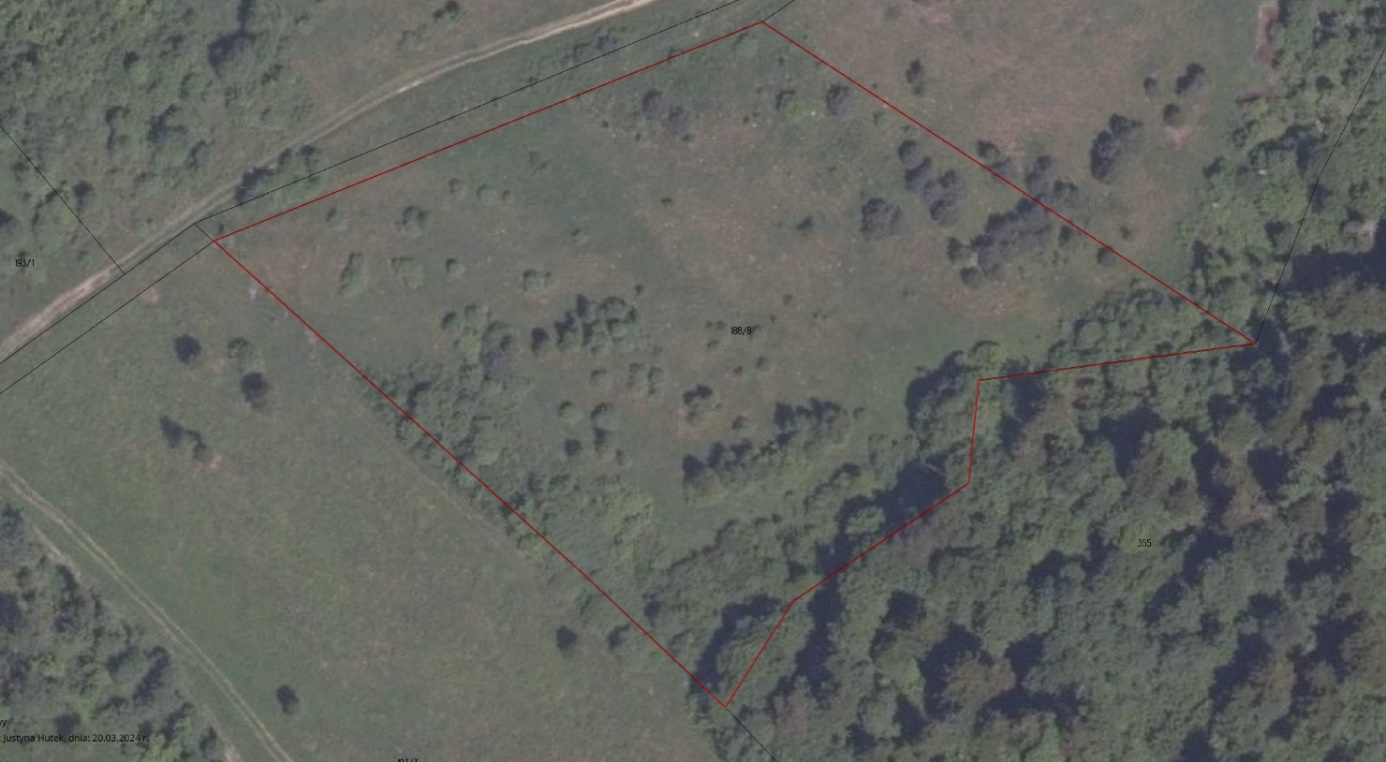 193/1
188/8
355
: Justyna Hutek, dnia: 20.03.2024 r.